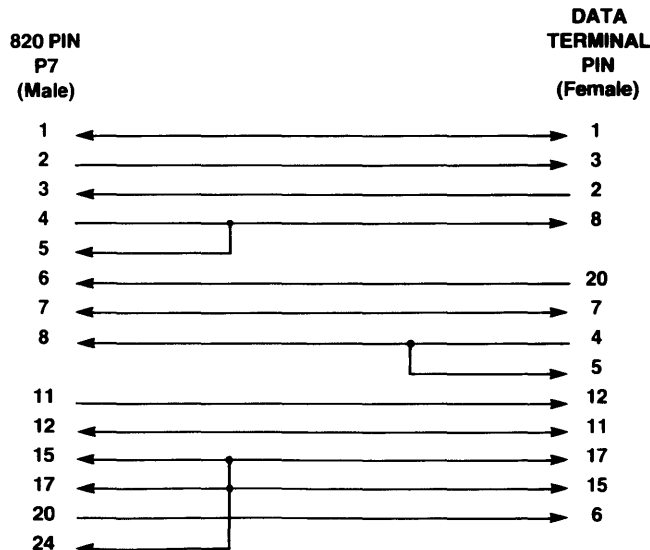 820 PIN
P7
(Male)
DATA
TERMINAL
PIN
(Female)
1 1
2 3
3 2
4 8
5
6 20
7 7
8 4
5
11 12
12 11
15 17
17 15
20 6
24